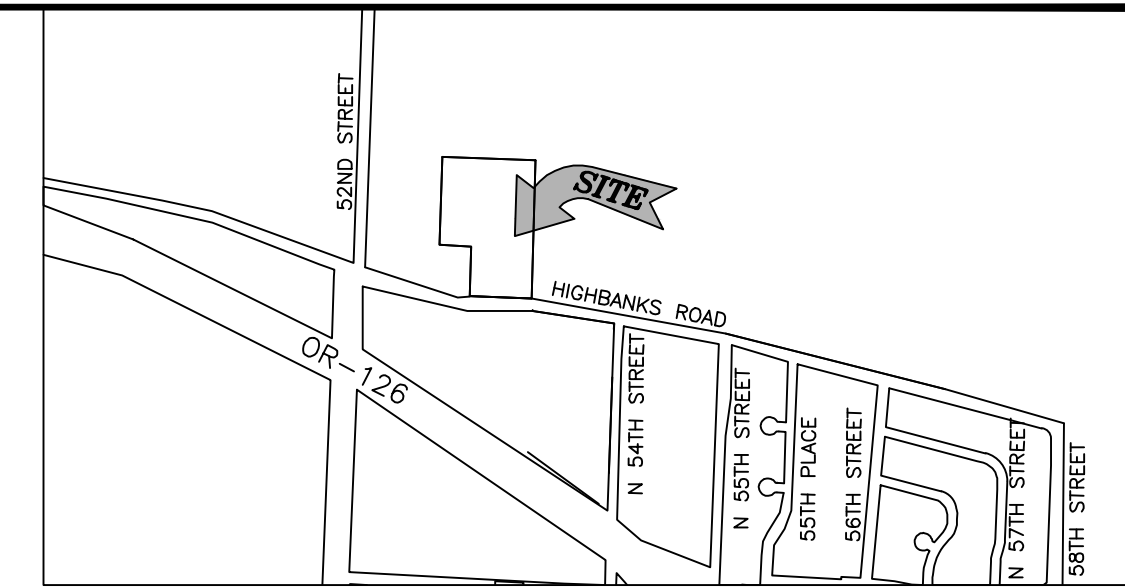 52ND STREET
SITE
HIGHBANKS ROAD
OR-126
N 54TH STREET
N 55TH STREET
55TH PLACE
56TH STREET
N 57TH STREET
58TH STREET